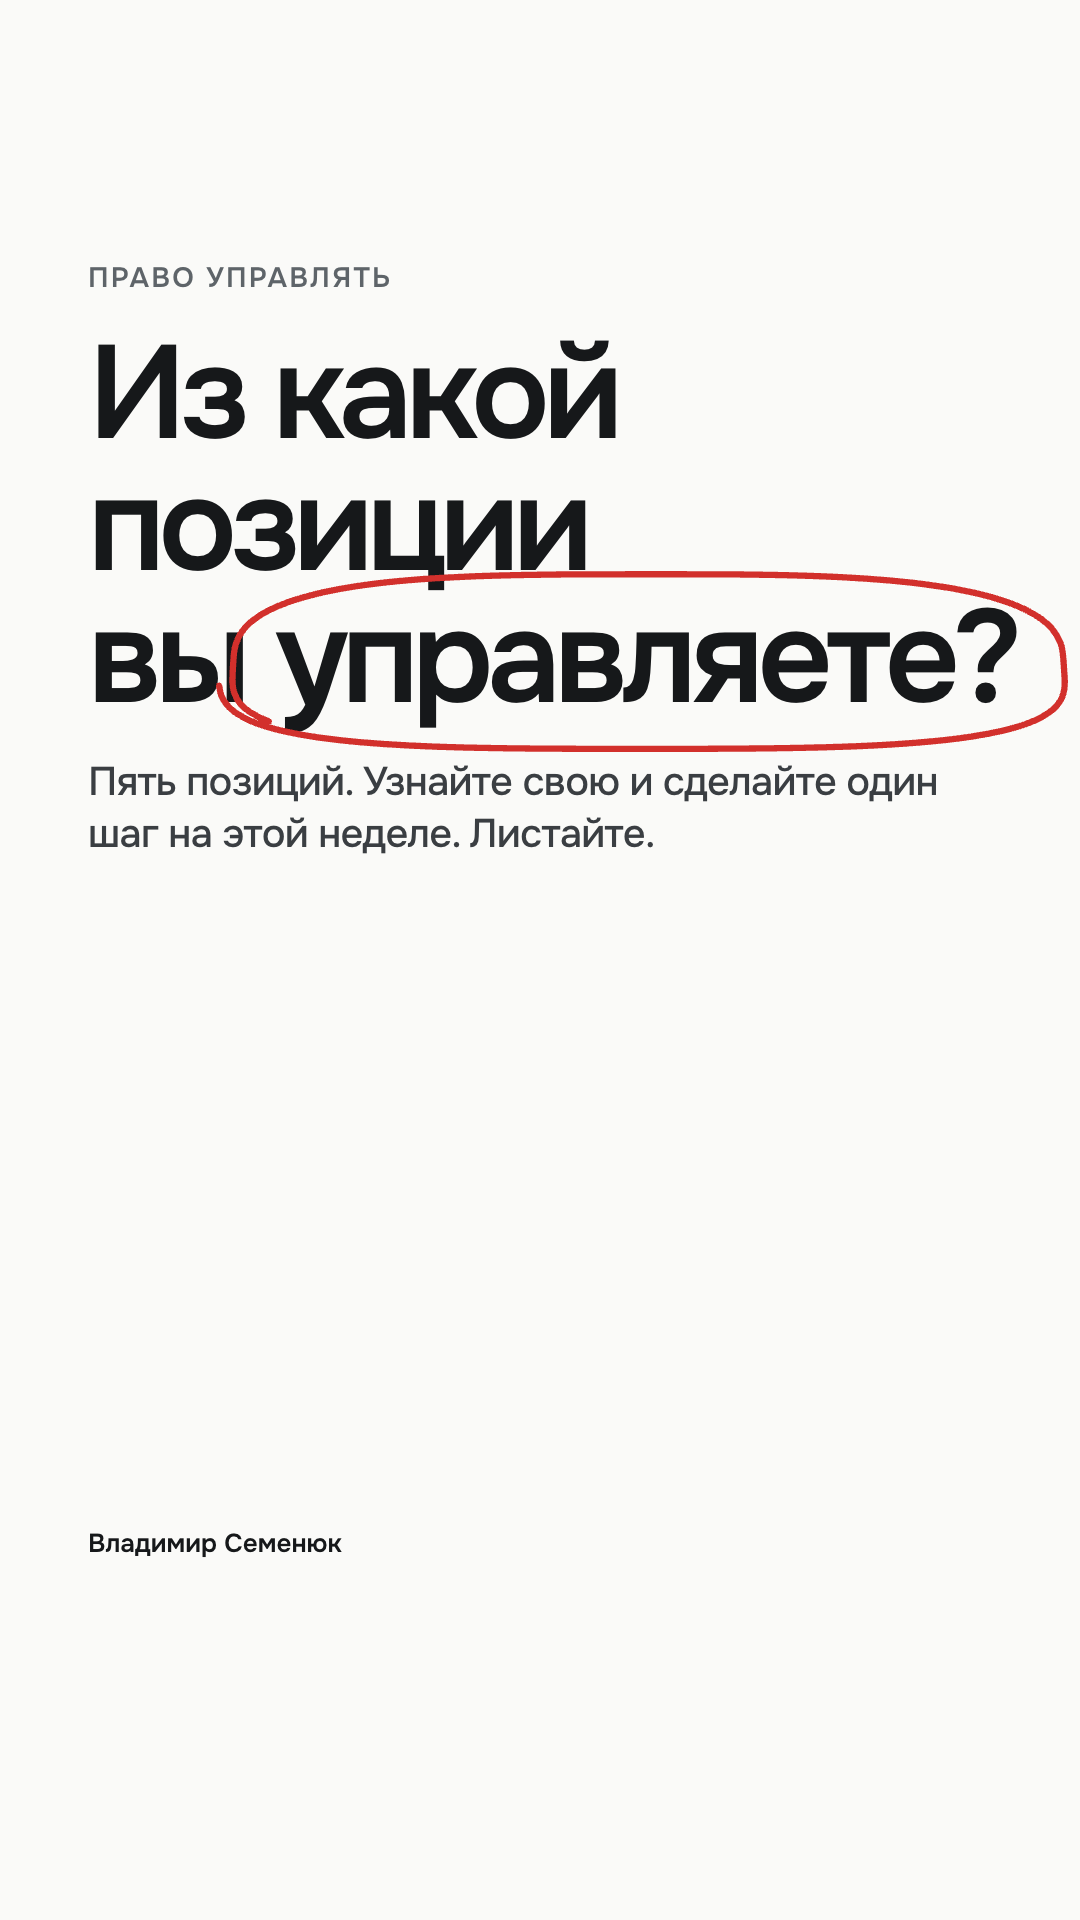 ПРАВО УПРАВЛЯТЬ
Из какой
позиции
вы управляете?
Пять позиций. Узнайте свою и сделайте один
шаг на этой неделе. Листайте.
Владимир Семенюк